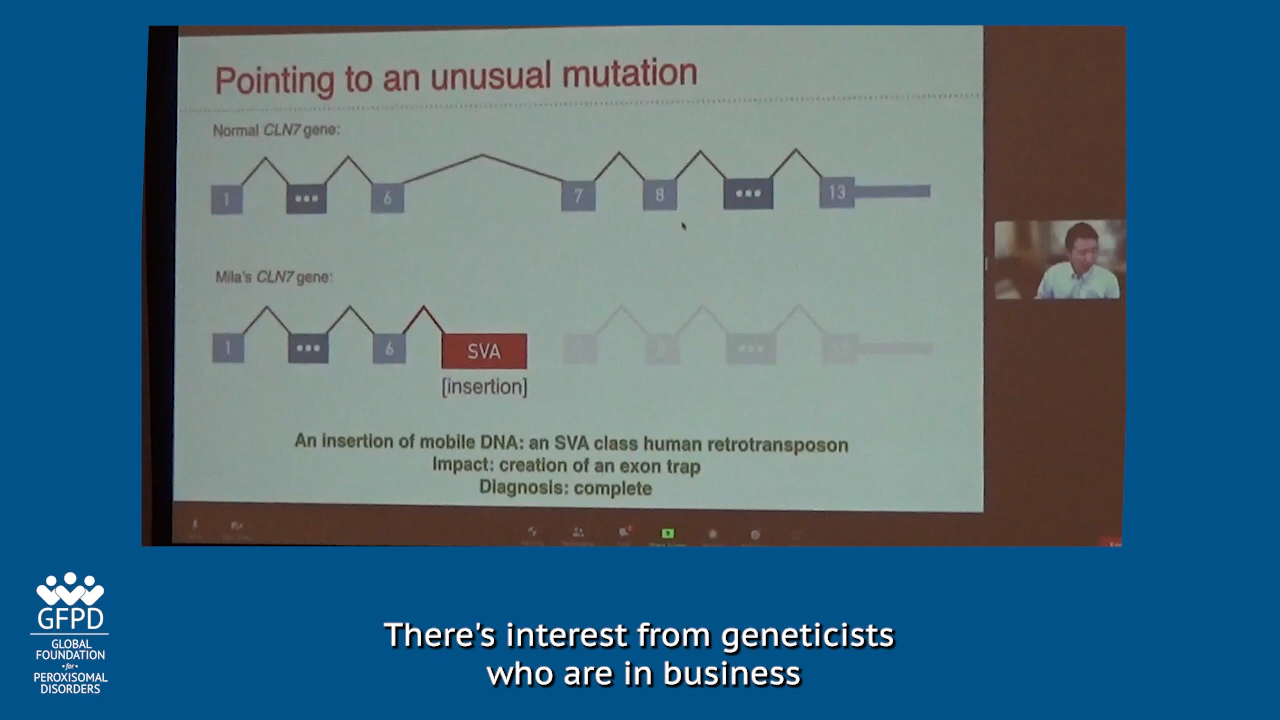 Pointing to an unusual mutation
Normal CLN7 gene:
1 ••• 6 7 8 ••• 13
Mila's CLN7 gene:
1 ••• 6 SVA
[insertion]
An insertion of mobile DNA: an SVA class human retrotransposon
Impact: creation of an exon trap
Diagnosis: complete
GFPD
GLOBAL
FOUNDATION
•for•
PEROXISOMAL
DISORDERS
There's interest from geneticists
who are in business